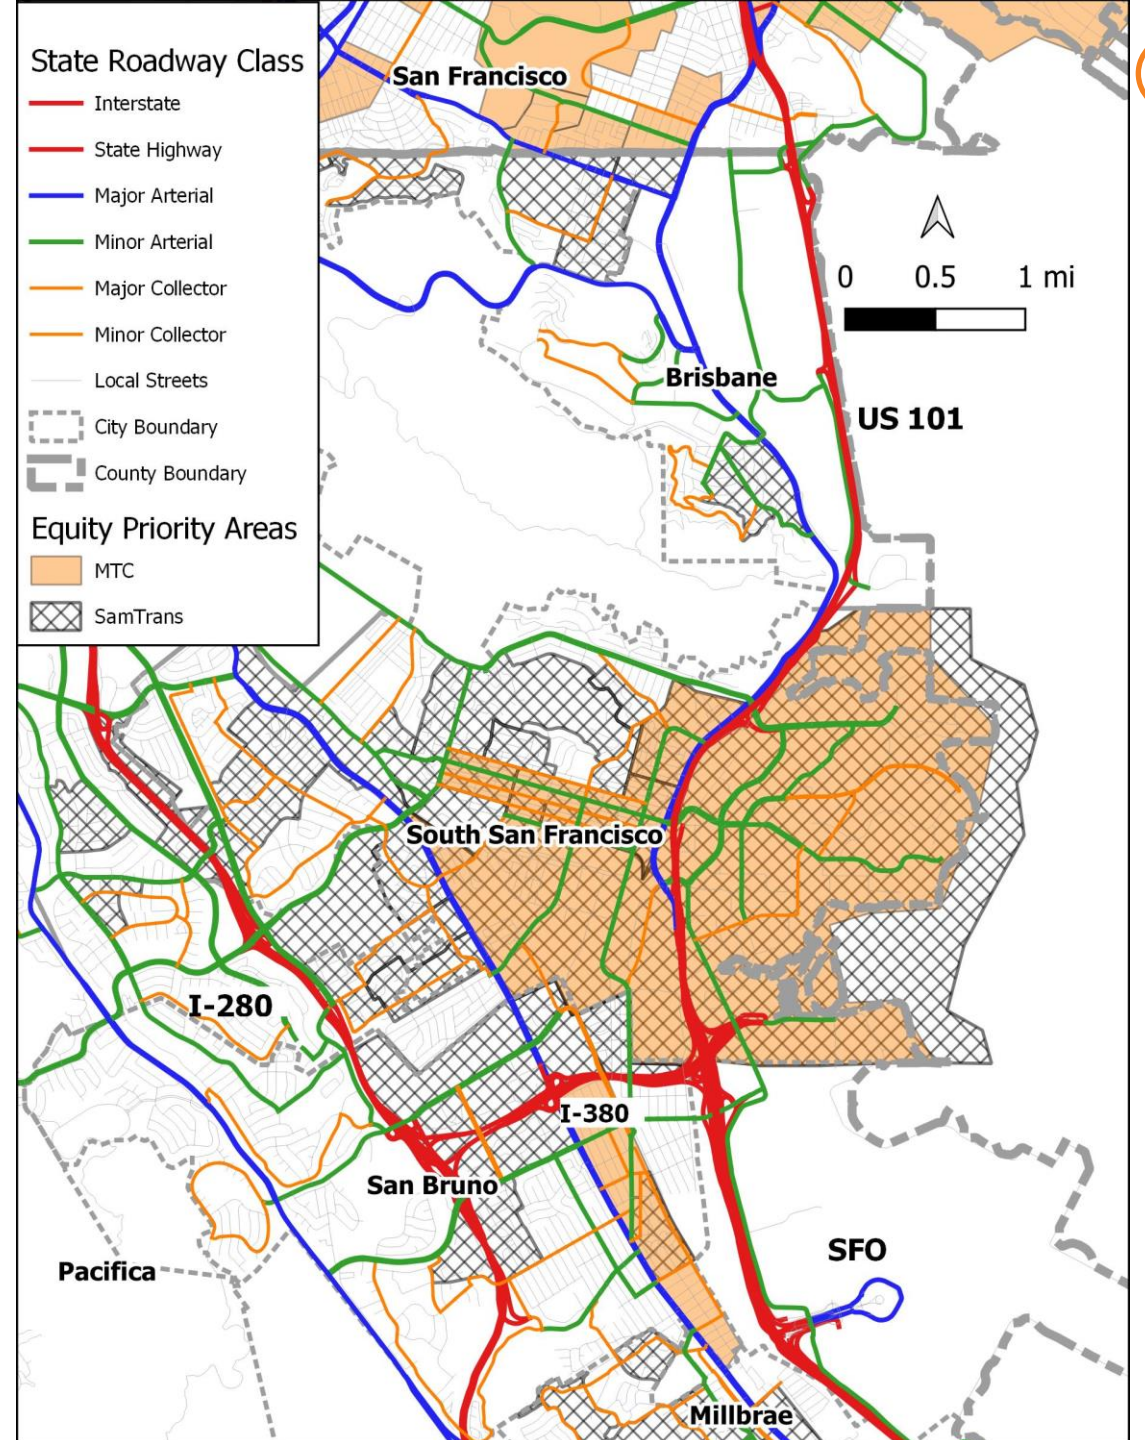 State Roadway Class
Interstate
State Highway
Major Arterial
Minor Arterial
Major Collector
Minor Collector
Local Streets
City Boundary
County Boundary
Equity Priority Areas
MTC
SamTrans
San Francisco
0 0.5 1 mi
Brisbane
US 101
South San Francisco
I-280
I-380
San Bruno
SFO
Pacifica
Millbrae